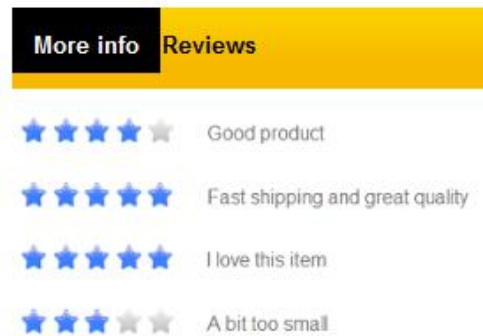 More info Reviews
Good product
Fast shipping and great quality
I love this item
A bit too small